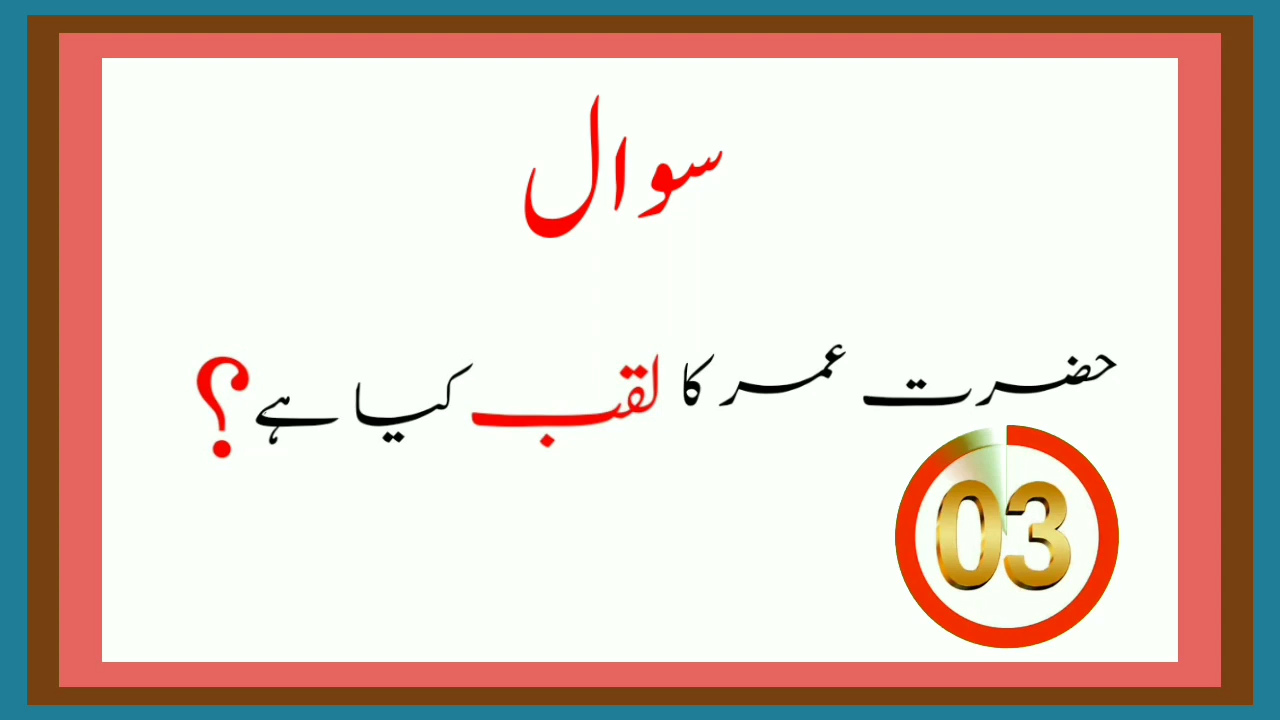 سوال
حضرت عمر کا لقب کیا ہے؟
03